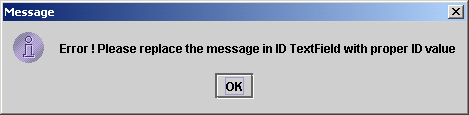 Message
Error ! Please replace the message in ID TextField with proper ID value
OK